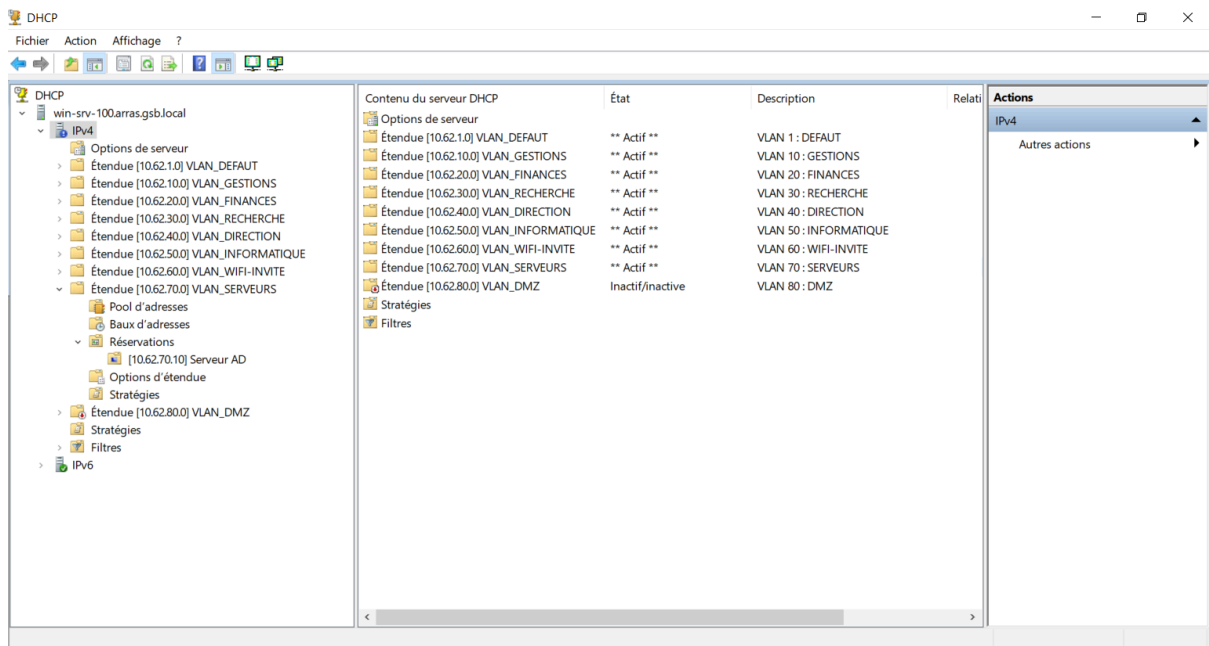 DHCP
Fichier Action Affichage ?
DHCP
win-srv-100.arras.gsb.local
IPv4
Options de serveur
Étendue [10.62.1.0] VLAN_DEFAUT
Étendue [10.62.10.0] VLAN_GESTIONS
Étendue [10.62.20.0] VLAN_FINANCES
Étendue [10.62.30.0] VLAN_RECHERCHE
Étendue [10.62.40.0] VLAN_DIRECTION
Étendue [10.62.50.0] VLAN_INFORMATIQUE
Étendue [10.62.60.0] VLAN_WIFI-INVITE
Étendue [10.62.70.0] VLAN_SERVEURS
Pool d'adresses
Baux d'adresses
Réservations
[10.62.70.10] Serveur AD
Options d'étendue
Stratégies
Étendue [10.62.80.0] VLAN_DMZ
Stratégies
Filtres
IPv6
Contenu du serveur DHCP État Description Relati
Options de serveur
Étendue [10.62.1.0] VLAN_DEFAUT ** Actif ** VLAN 1 : DEFAUT
Étendue [10.62.10.0] VLAN_GESTIONS ** Actif ** VLAN 10 : GESTIONS
Étendue [10.62.20.0] VLAN_FINANCES ** Actif ** VLAN 20 : FINANCES
Étendue [10.62.30.0] VLAN_RECHERCHE ** Actif ** VLAN 30 : RECHERCHE
Étendue [10.62.40.0] VLAN_DIRECTION ** Actif ** VLAN 40 : DIRECTION
Étendue [10.62.50.0] VLAN_INFORMATIQUE ** Actif ** VLAN 50 : INFORMATIQUE
Étendue [10.62.60.0] VLAN_WIFI-INVITE ** Actif ** VLAN 60 : WIFI-INVITE
Étendue [10.62.70.0] VLAN_SERVEURS ** Actif ** VLAN 70 : SERVEURS
Étendue [10.62.80.0] VLAN_DMZ Inactif/inactive VLAN 80 : DMZ
Stratégies
Filtres
Actions
IPv4
Autres actions